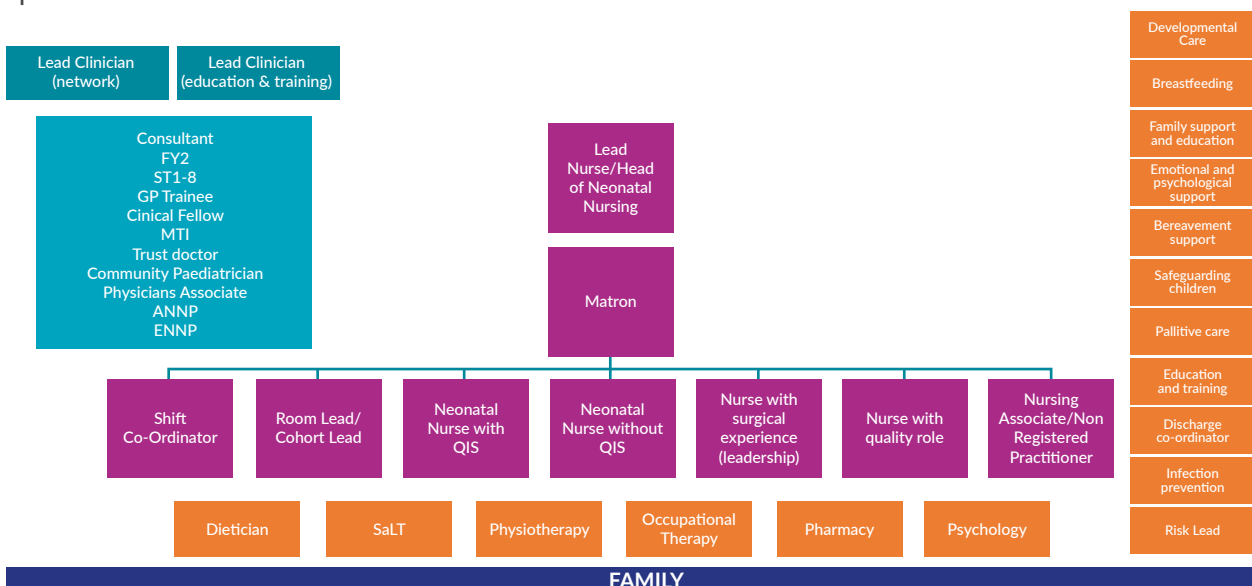 Lead Clinician
(network)
Lead Clinician
(education & training)
Consultant
FY2
ST1-8
GP Trainee
Cinical Fellow
MTI
Trust doctor
Community Paediatrician
Physicians Associate
ANNP
ENNP
Lead
Nurse/Head
of Neonatal
Nursing
Matron
Shift
Co-Ordinator
Room Lead/
Cohort Lead
Neonatal
Nurse with
QIS
Neonatal
Nurse without
QIS
Nurse with
surgical
experience
(leadership)
Nurse with
quality role
Nursing
Associate/Non
Registered
Practitioner
Dietician
SaLT
Physiotherapy
Occupational
Therapy
Pharmacy
Psychology
Developmental
Care
Breastfeeding
Family support
and education
Emotional and
psychological
support
Bereavement
support
Safeguarding
children
Pallitive care
Education
and training
Discharge
co-ordinator
Infection
prevention
Risk Lead
FAMILY